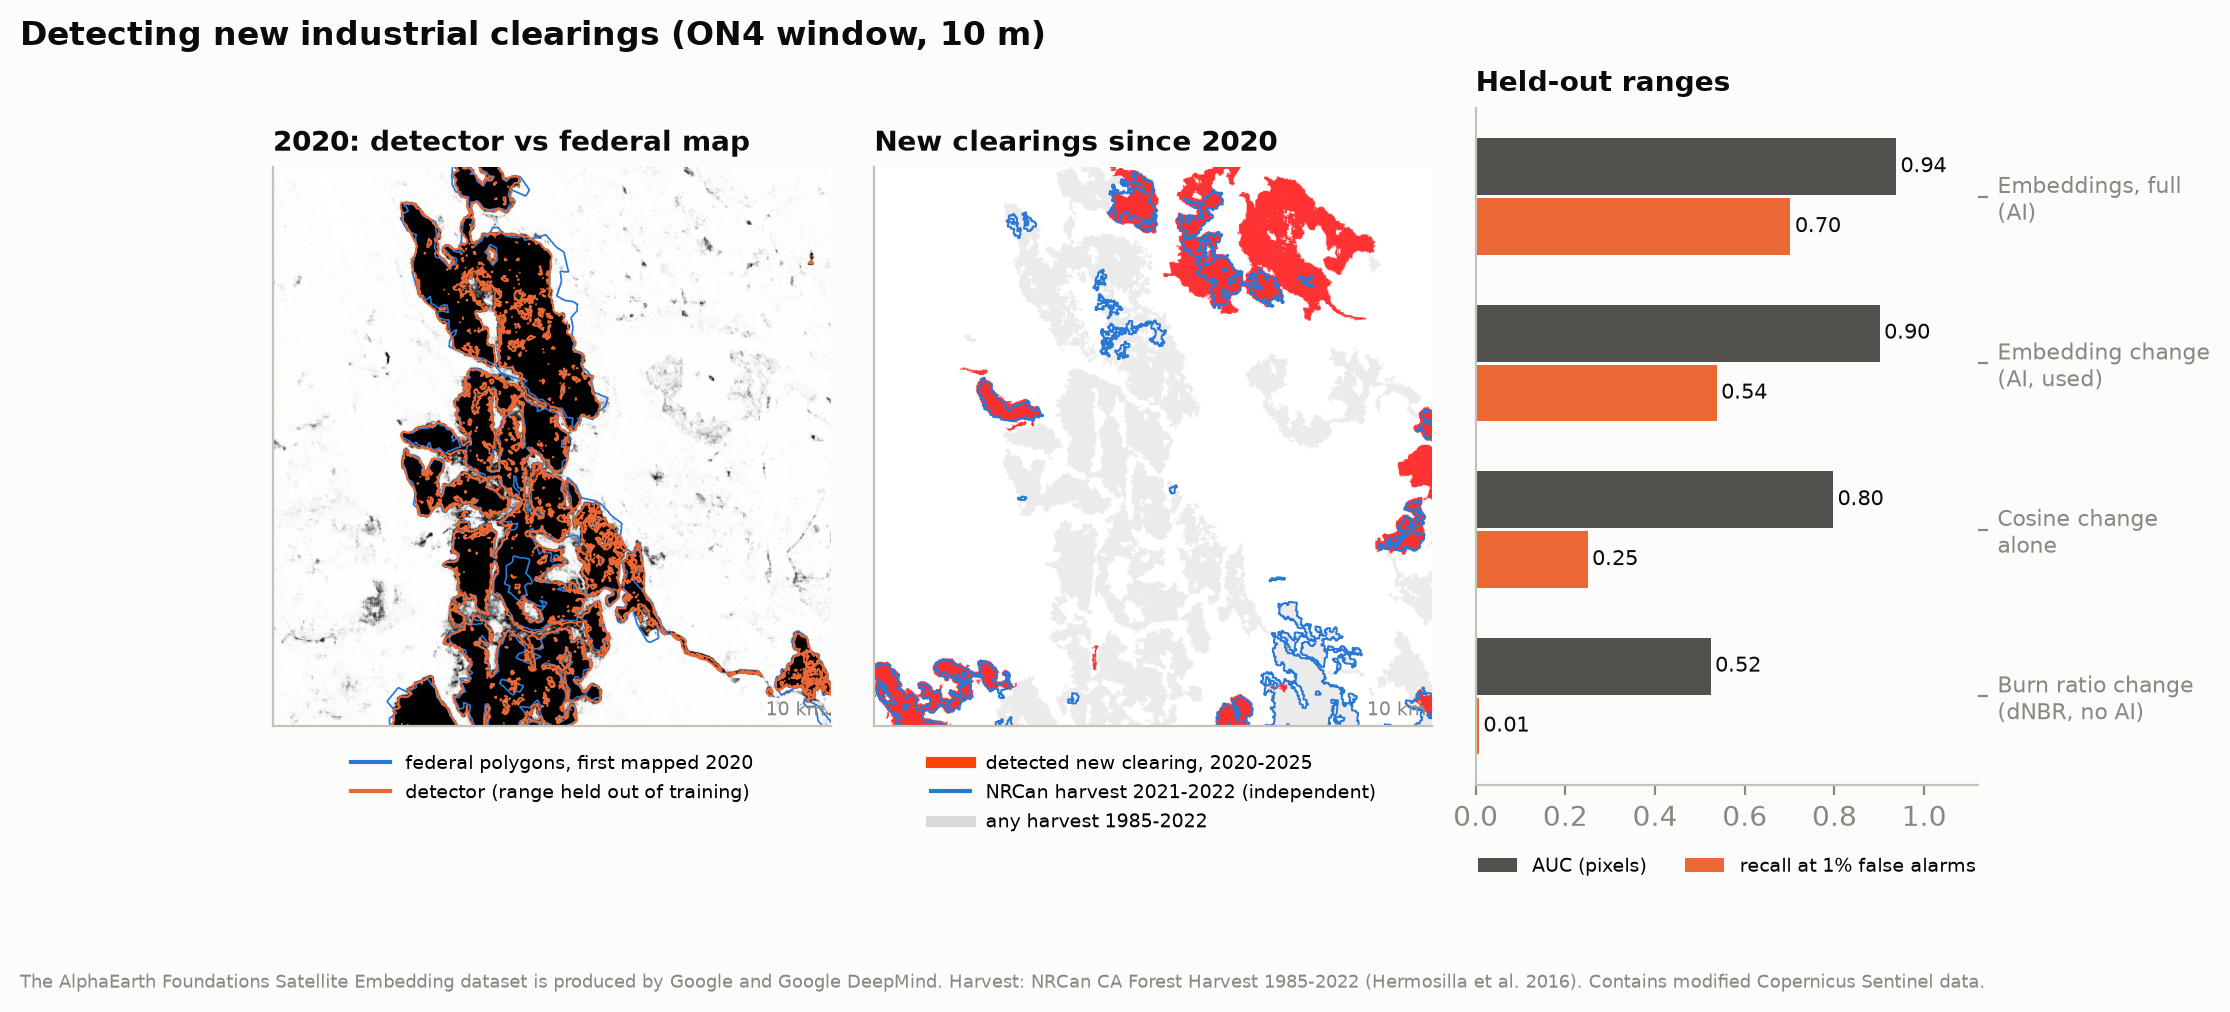 Detecting new industrial clearings (ON4 window, 10 m)
2020: detector vs federal map
10 km
federal polygons, first mapped 2020
detector (range held out of training)
New clearings since 2020
10 km
detected new clearing, 2020-2025
NRCan harvest 2021-2022 (independent)
any harvest 1985-2022
Held-out ranges
0.94
0.70
Embeddings, full
(AI)
0.90
0.54
Embedding change
(AI, used)
0.80
0.25
Cosine change
alone
0.52
0.01
Burn ratio change
(dNBR, no AI)
0.0 0.2 0.4 0.6 0.8 1.0
AUC (pixels) recall at 1% false alarms
The AlphaEarth Foundations Satellite Embedding dataset is produced by Google and Google DeepMind. Harvest: NRCan CA Forest Harvest 1985-2022 (Hermosilla et al. 2016). Contains modified Copernicus Sentinel data.